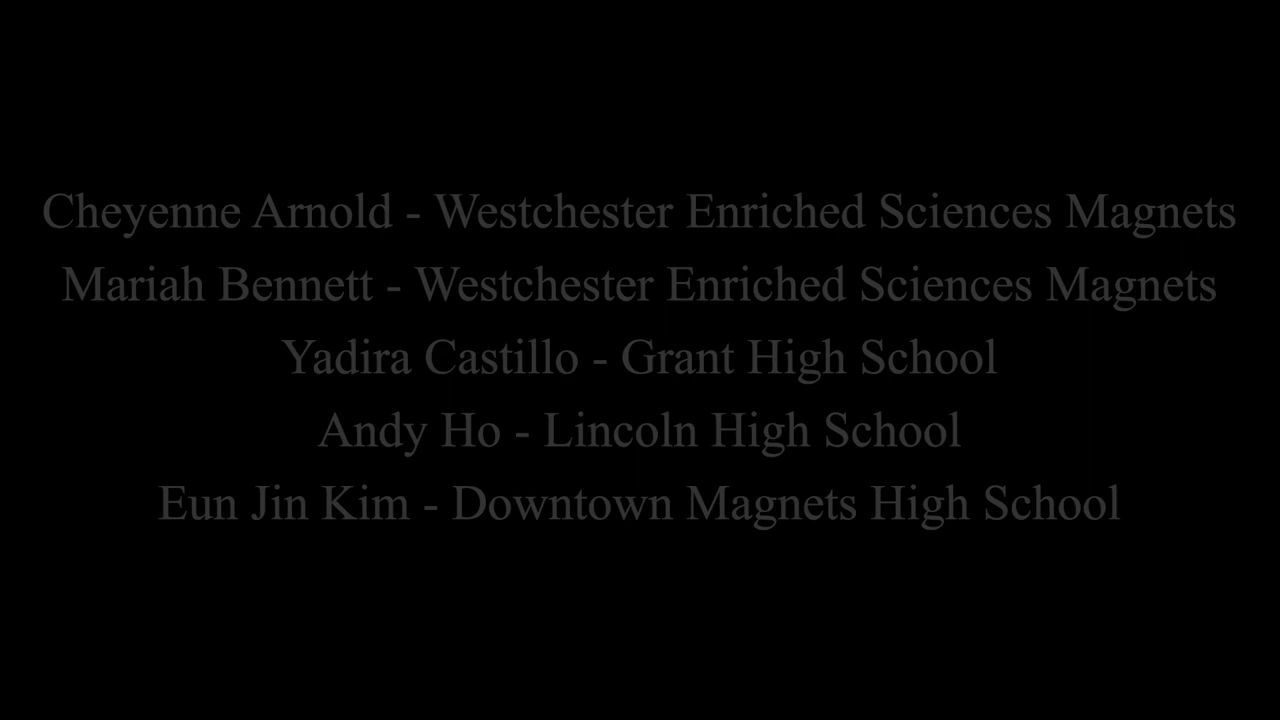 Cheyenne Arnold - Westchester Enriched Sciences Magnets
Mariah Bennett - Westchester Enriched Sciences Magnets
Yadira Castillo - Grant High School
Andy Ho - Lincoln High School
Eun Jin Kim - Downtown Magnets High School